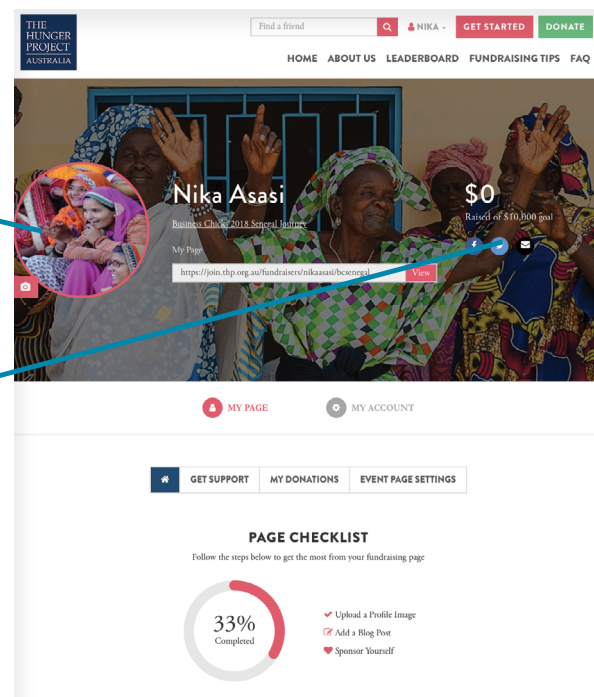 THE
HUNGER
PROJECT
AUSTRALIA
Find a friend
NIKA
GET STARTED
DONATE
HOME ABOUT US LEADERBOARD FUNDRAISING TIPS FAQ
Nika Asasi
Business Chicks 2018 Senegal Journey
My Page
https://join.thp.org.au/fundraisers/nikaasasi/bcsenegal
View
$0
Raised of $10,000 goal
MY PAGE
MY ACCOUNT
GET SUPPORT
MY DONATIONS
EVENT PAGE SETTINGS
PAGE CHECKLIST
Follow the steps below to get the most from your fundraising page
33%
Completed
Upload a Profile Image
Add a Blog Post
Sponsor Yourself